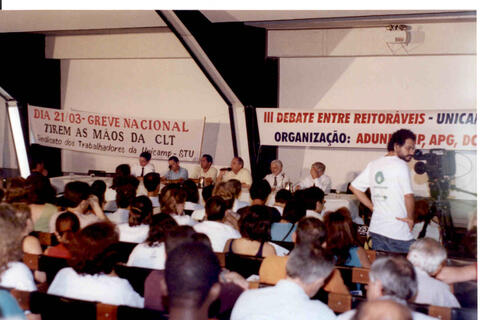 DIA 21/03 - GREVE NACIONAL
TIREM AS MÃOS DA CLT
Sindicato dos Trabalhadores da Unicamp - STU
III DEBATE ENTRE REITORÁVEIS - UNICA
ORGANIZAÇÃO: ADUN P, APG, DC